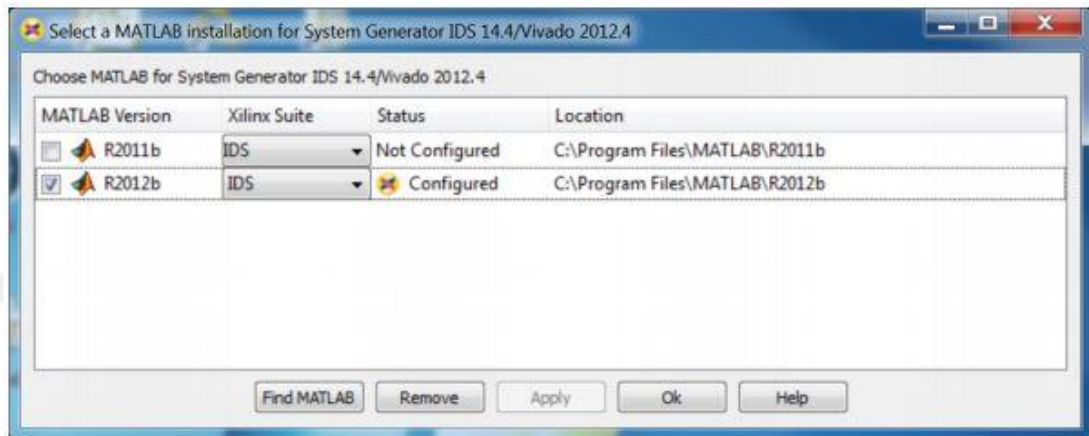 Select a MATLAB installation for System Generator IDS 14.4/Vivado 2012.4
Choose MATLAB for System Generator IDS 14.4/Vivado 2012.4
MATLAB Version Xilinx Suite Status Location
R2011b IDS Not Configured C:\Program Files\MATLAB\R2011b
R2012b IDS Configured C:\Program Files\MATLAB\R2012b
Find MATLAB Remove Apply Ok Help